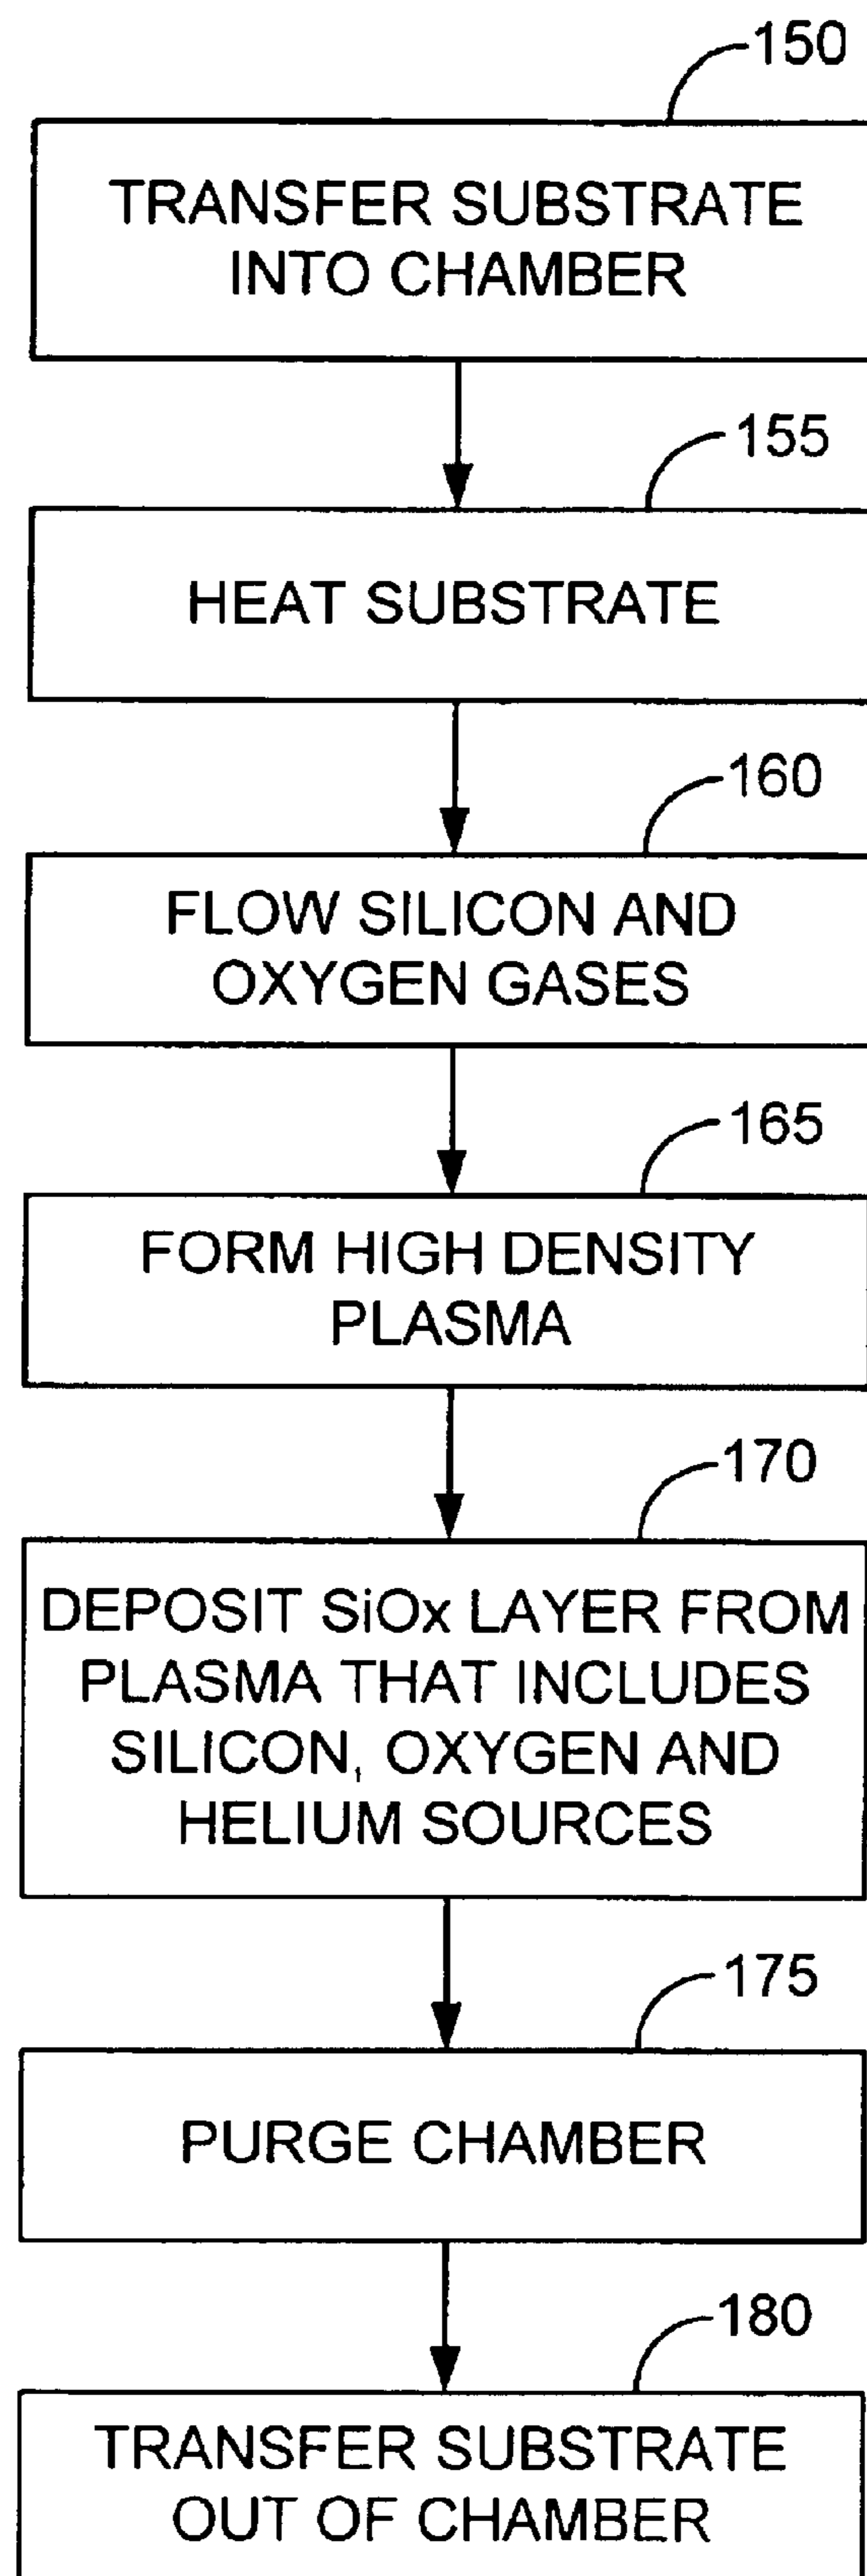 150
TRANSFER SUBSTRATE
INTO CHAMBER
155
HEAT SUBSTRATE
160
FLOW SILICON AND
OXYGEN GASES
165
FORM HIGH DENSITY
PLASMA
170
DEPOSIT SiOx LAYER FROM
PLASMA THAT INCLUDES
SILICON, OXYGEN AND
HELIUM SOURCES
175
PURGE CHAMBER
180
TRANSFER SUBSTRATE
OUT OF CHAMBER